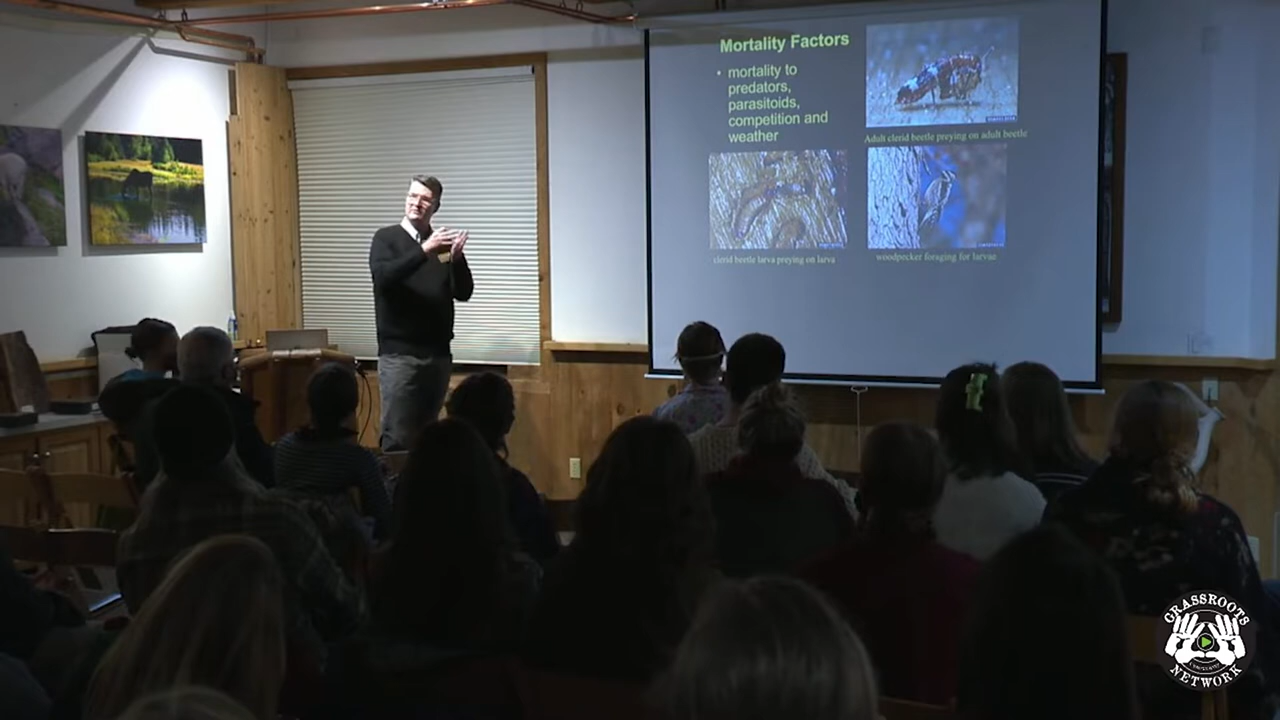 Mortality Factors
• mortality to
predators,
parasitoids,
competition and
weather
Adult clerid beetle preying on adult beetle
clerid beetle larva preying on larva
woodpecker foraging for larvae
GRASSROOTS
NETWORK